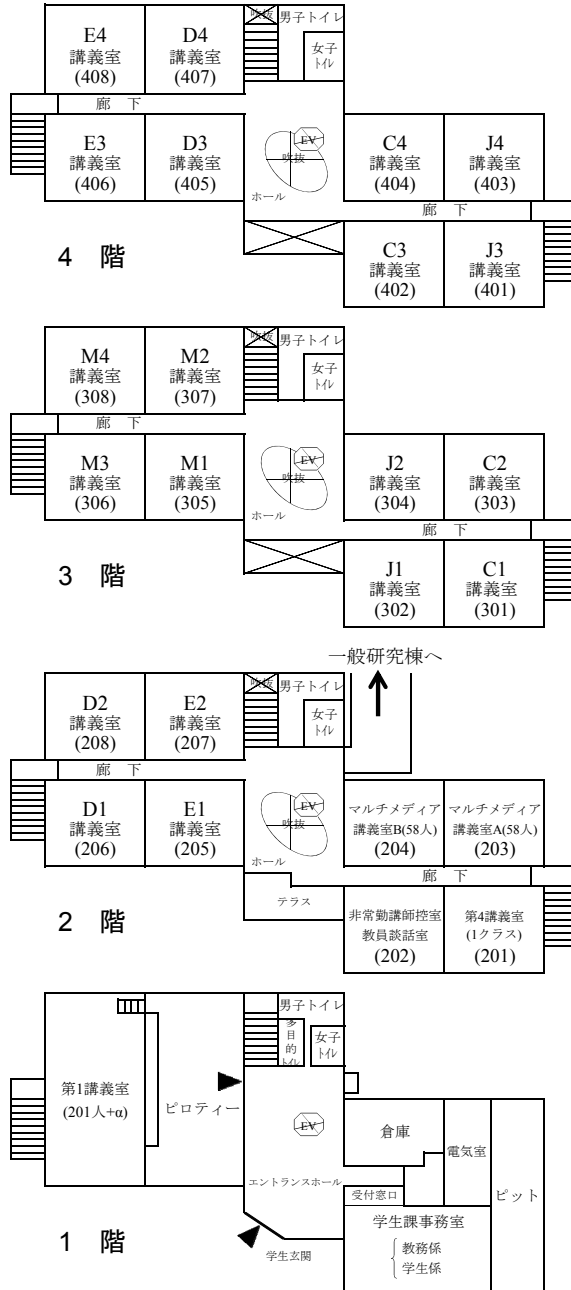 吹抜
男子トイレ
女子
トイレ
E4
講義室
(408)
D4
講義室
(407)
廊 下
E3
講義室
(406)
D3
講義室
(405)
EV
吹抜
ホール
C4
講義室
(404)
J4
講義室
(403)
廊 下
C3
講義室
(402)
J3
講義室
(401)
4 階
吹抜
男子トイレ
女子
トイレ
M4
講義室
(308)
M2
講義室
(307)
廊 下
M3
講義室
(306)
M1
講義室
(305)
EV
吹抜
ホール
J2
講義室
(304)
C2
講義室
(303)
廊 下
J1
講義室
(302)
C1
講義室
(301)
3 階
一般研究棟へ
吹抜
男子トイレ
女子
トイレ
D2
講義室
(208)
E2
講義室
(207)
廊 下
D1
講義室
(206)
E1
講義室
(205)
EV
吹抜
ホール
マルチメディア
講義室B(58人)
(204)
マルチメディア
講義室A(58人)
(203)
廊 下
テラス
非常勤講師控室
教員談話室
(202)
第4講義室
(1クラス)
(201)
2 階
男子トイレ
多
目
的
トイレ
女子
トイレ
第1講義室
(201人+α)
ピロティー
EV
倉庫
電気室
エントランスホール
受付窓口
ピット
学生課事務室
教務係
学生係
学生玄関
1 階